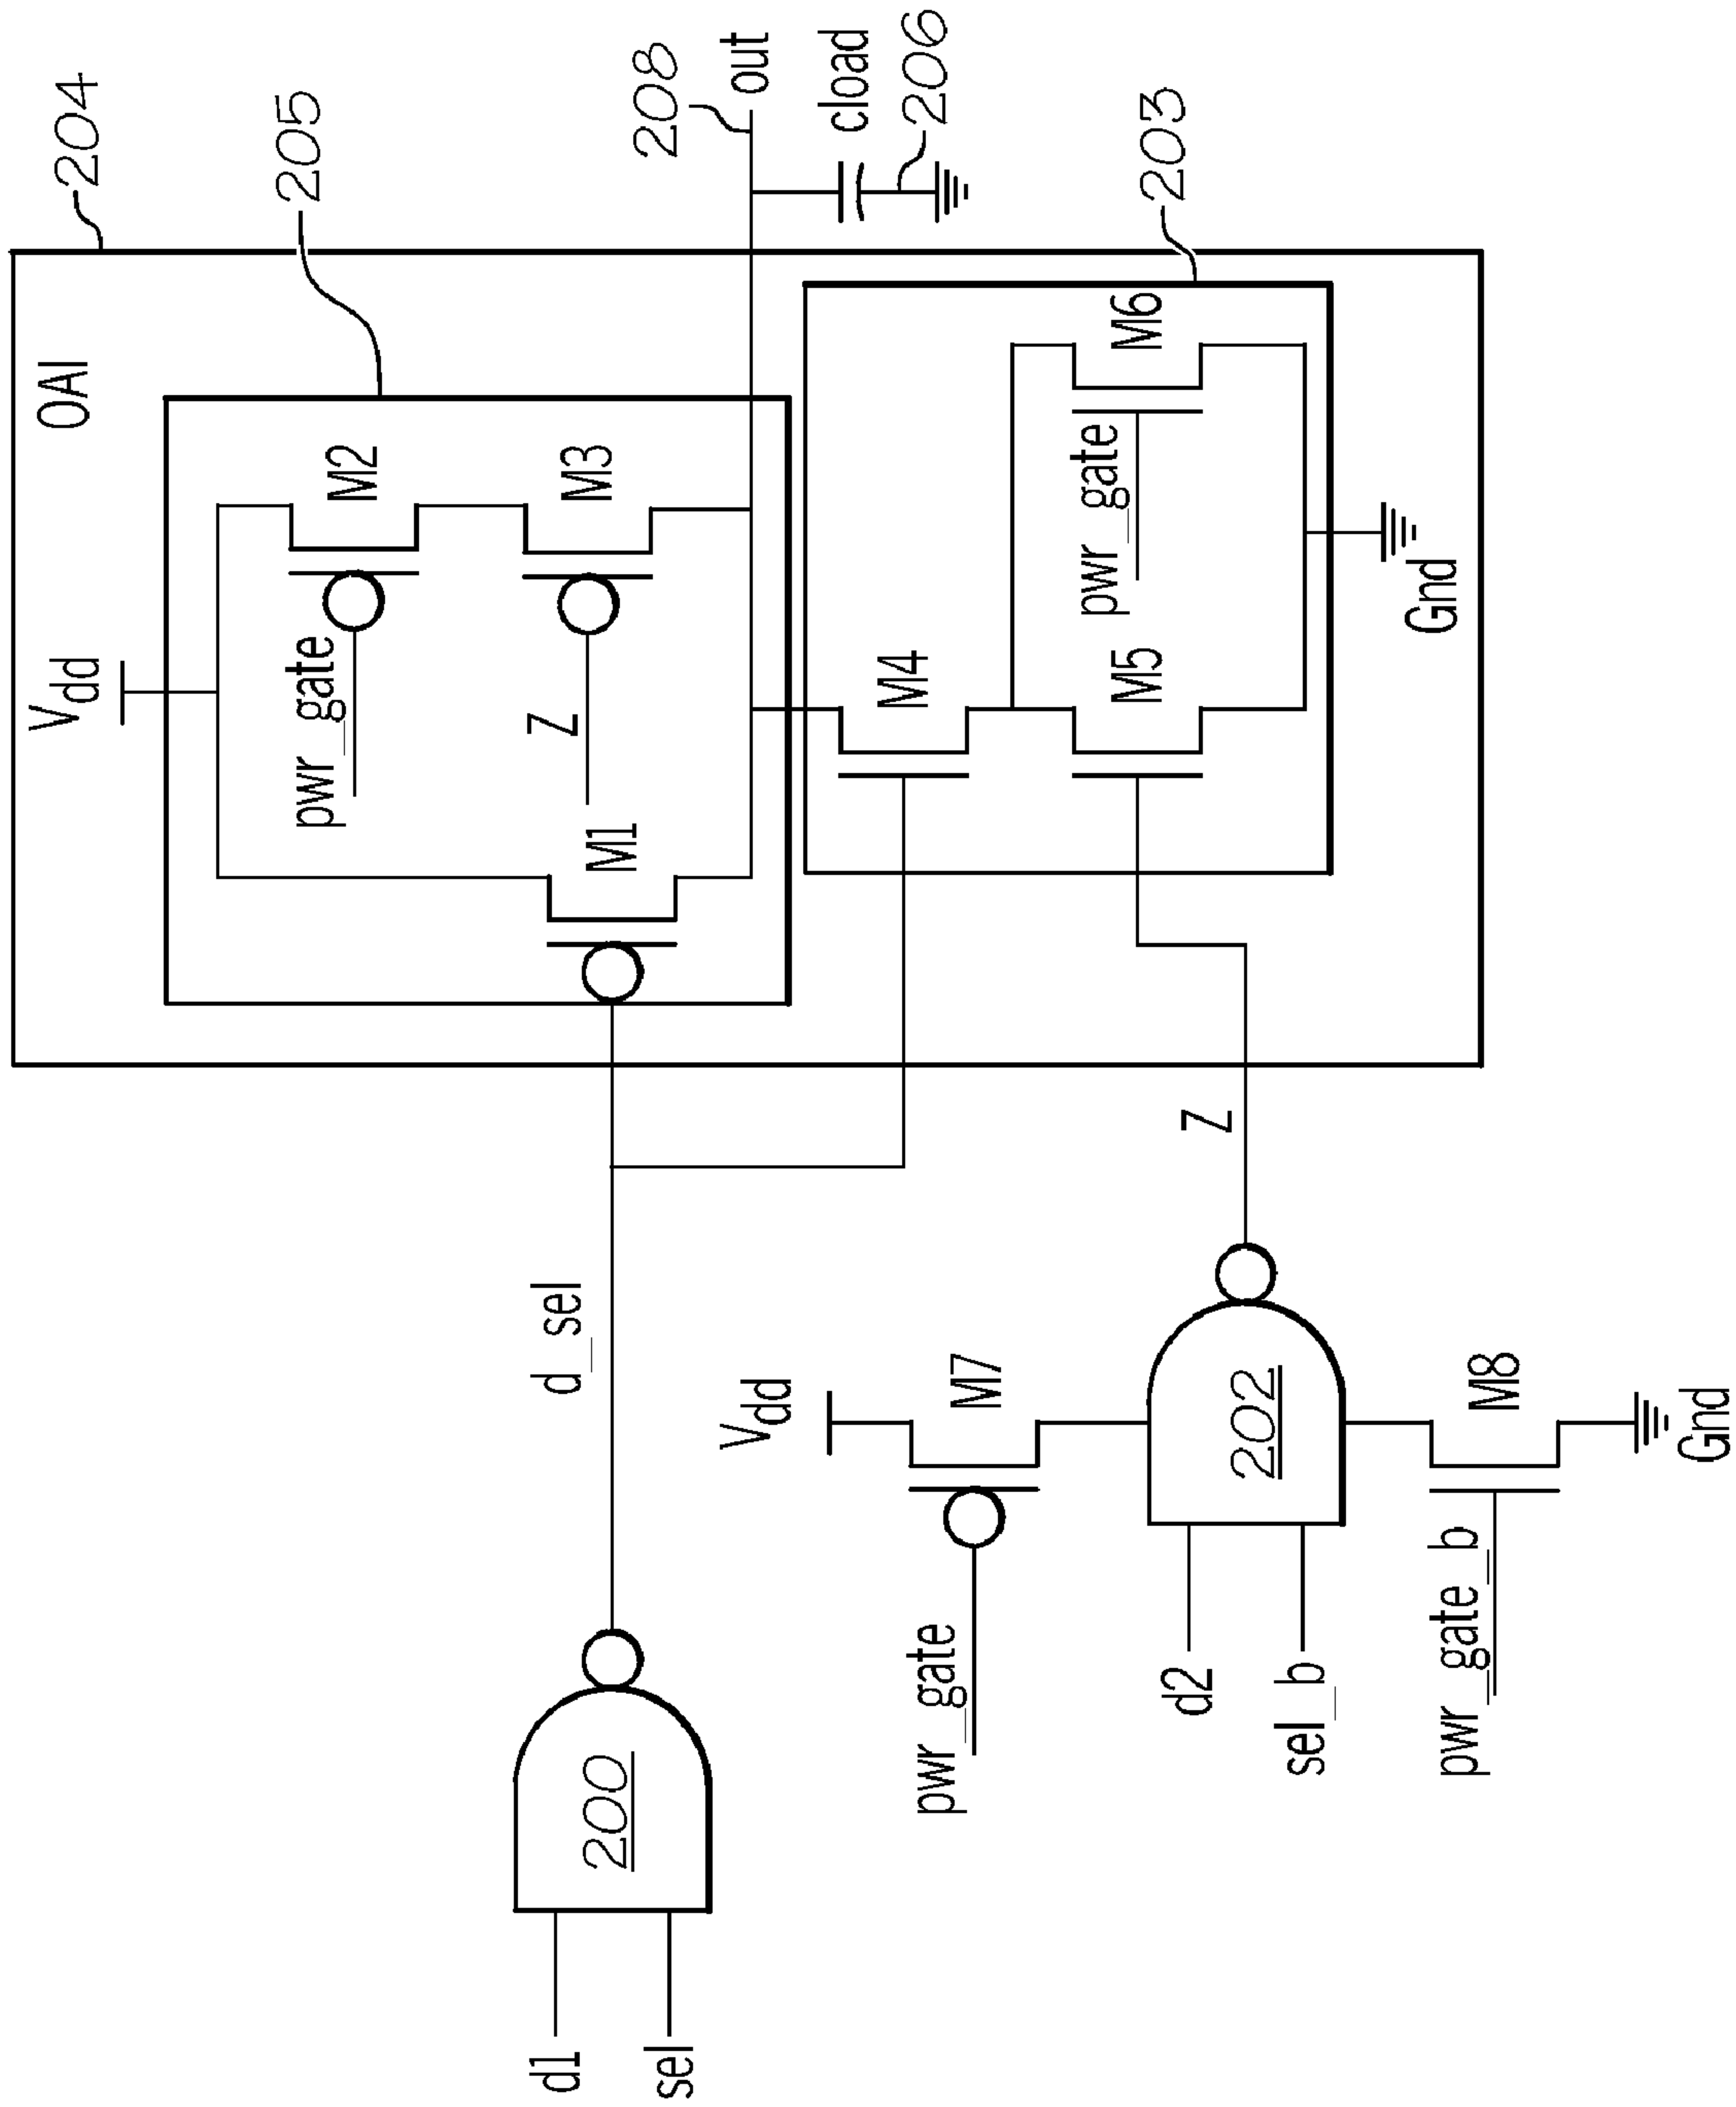 204
OAI
205
Vdd
pwr_gate
M2
Z
M3
M1
208
out
cload
206
203
M4
M5
pwr_gate
M6
Gnd
d_sel
Z
d1
sel
200
Vdd
pwr_gate
M7
d2
sel_b
202
pwr_gate_b
M8
Gnd